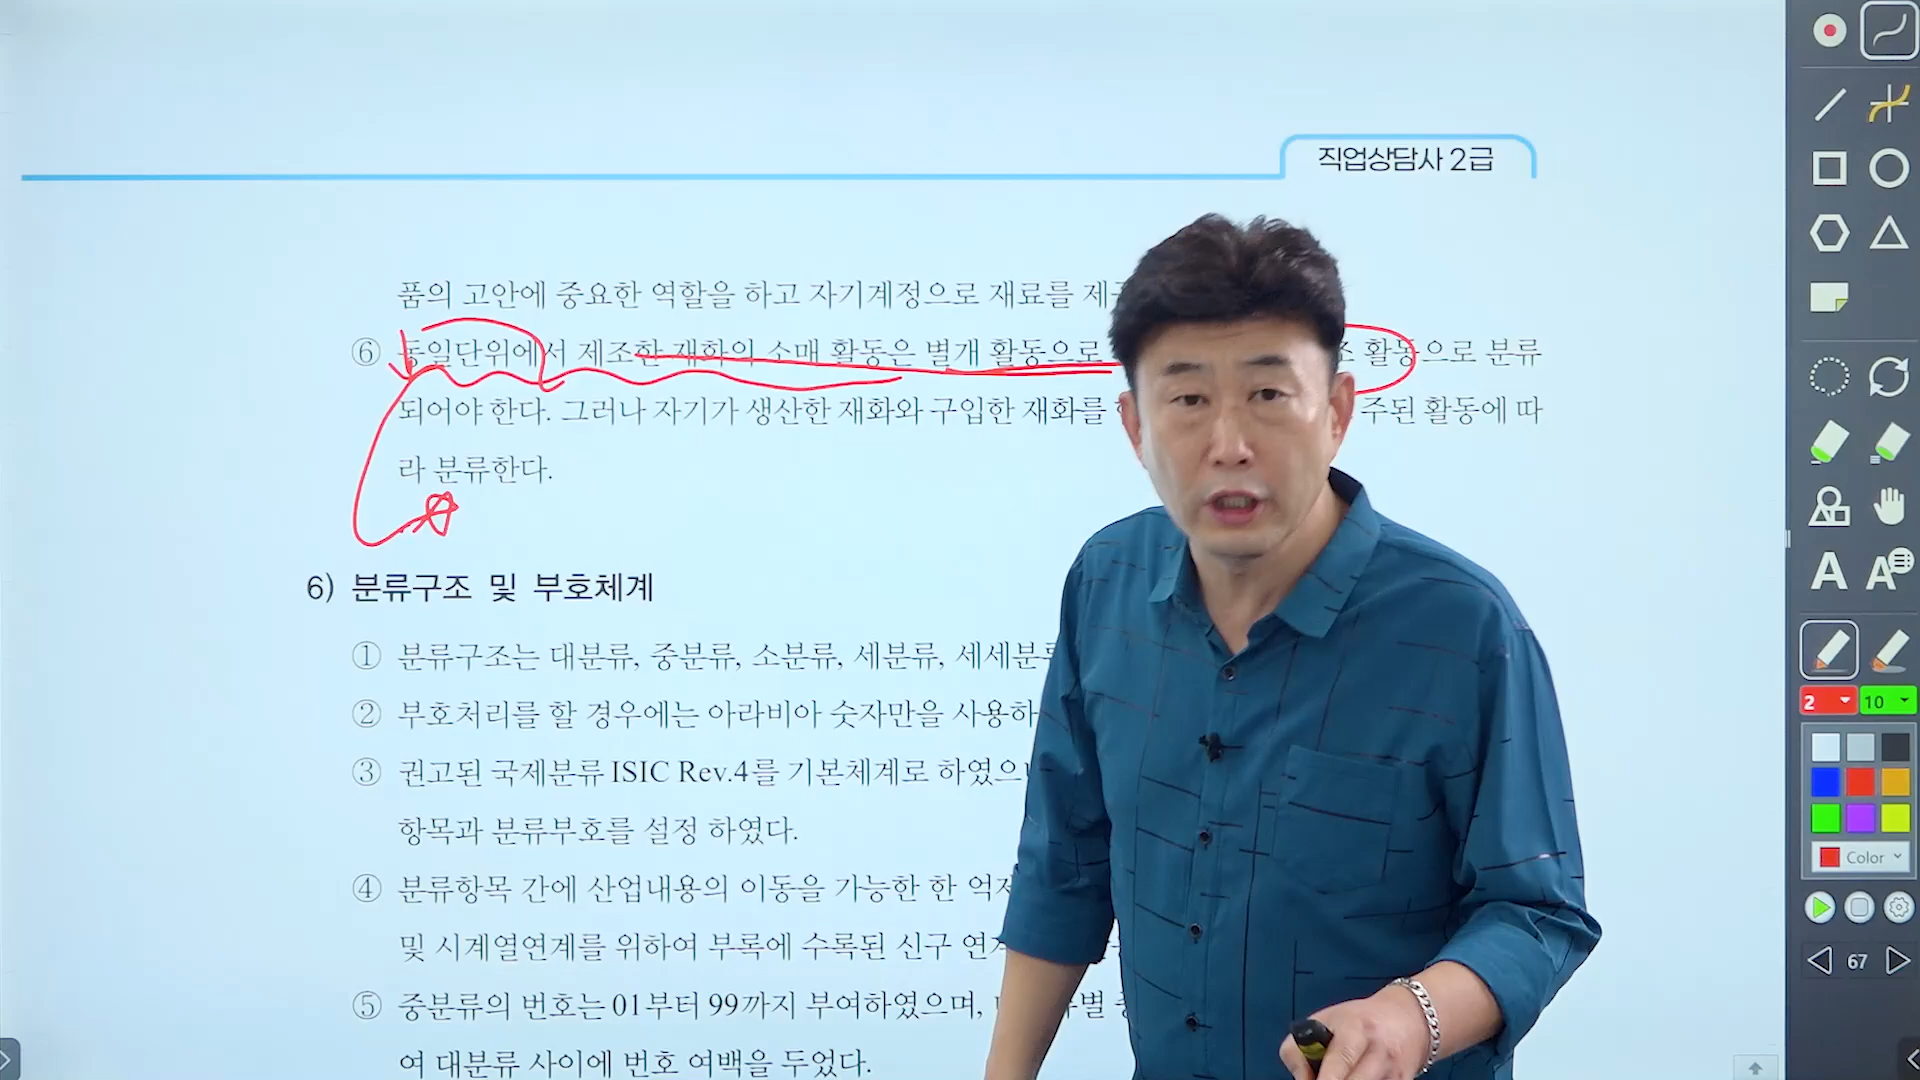 직업상담사 2급
품의 고안에 중요한 역할을 하고 자기계정으로 재료를
⑥ 동일단위에서 제조한 재화의 소매 활동은 별개 활동으로 활동으로 분류
되어야 한다. 그러나 자기가 생산한 재화와 구입한 재화를 주된 활동에 따
라 분류한다.
6) 분류구조 및 부호체계
① 분류구조는 대분류, 중분류, 소분류, 세분류, 세세분류
② 부호처리를 할 경우에는 아라비아 숫자만을 사용하
③ 권고된 국제분류 ISIC Rev.4를 기본체계로 하였으
항목과 분류부호를 설정 하였다.
④ 분류항목 간에 산업내용의 이동을 가능한 한 억제
및 시계열연계를 위하여 부록에 수록된 신구
⑤ 중분류의 번호는 01부터 99까지 부여하였으며,
여 대분류 사이에 번호 여백을 두었다.
A A
2 10
Color
67